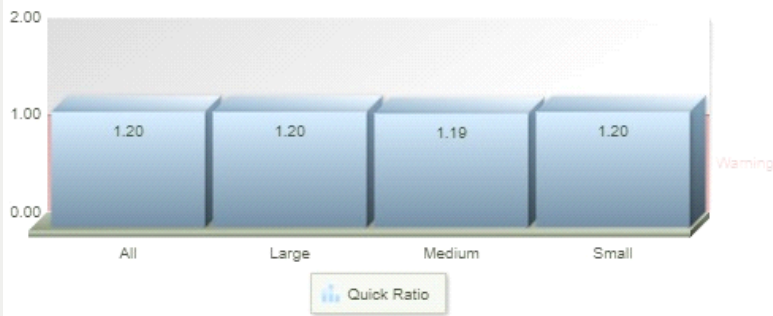 2.00
1.20 1.20 1.19 1.20
1.00
Warning
0.00
All Large Medium Small
Quick Ratio